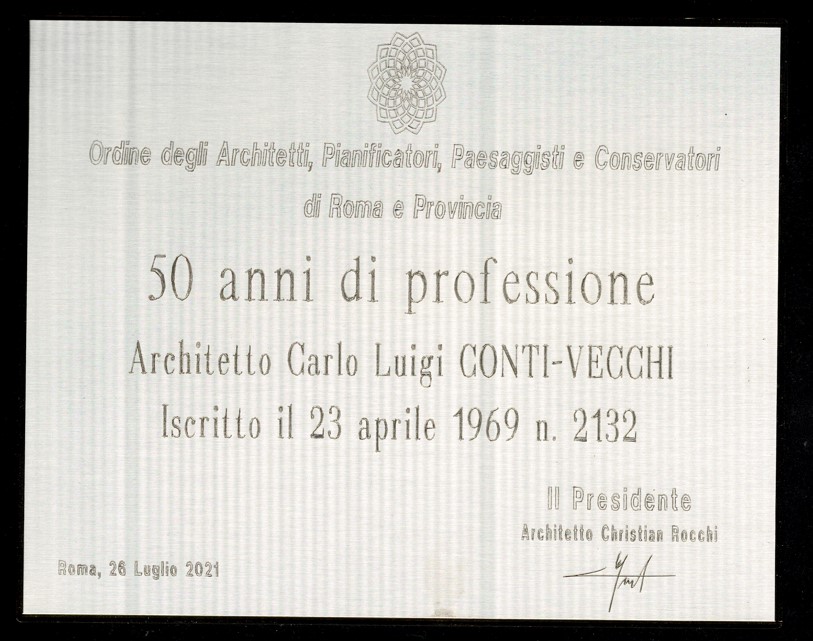 Ordine degli Architetti, Pianificatori, Paesaggisti e Conservatori
di Roma e Provincia
50 anni di professione
Architetto Carlo Luigi CONTI-VECCHI
Iscritto il 23 aprile 1969 n. 2132
Il Presidente
Architetto Christian Rocchi
Roma, 26 Luglio 2021